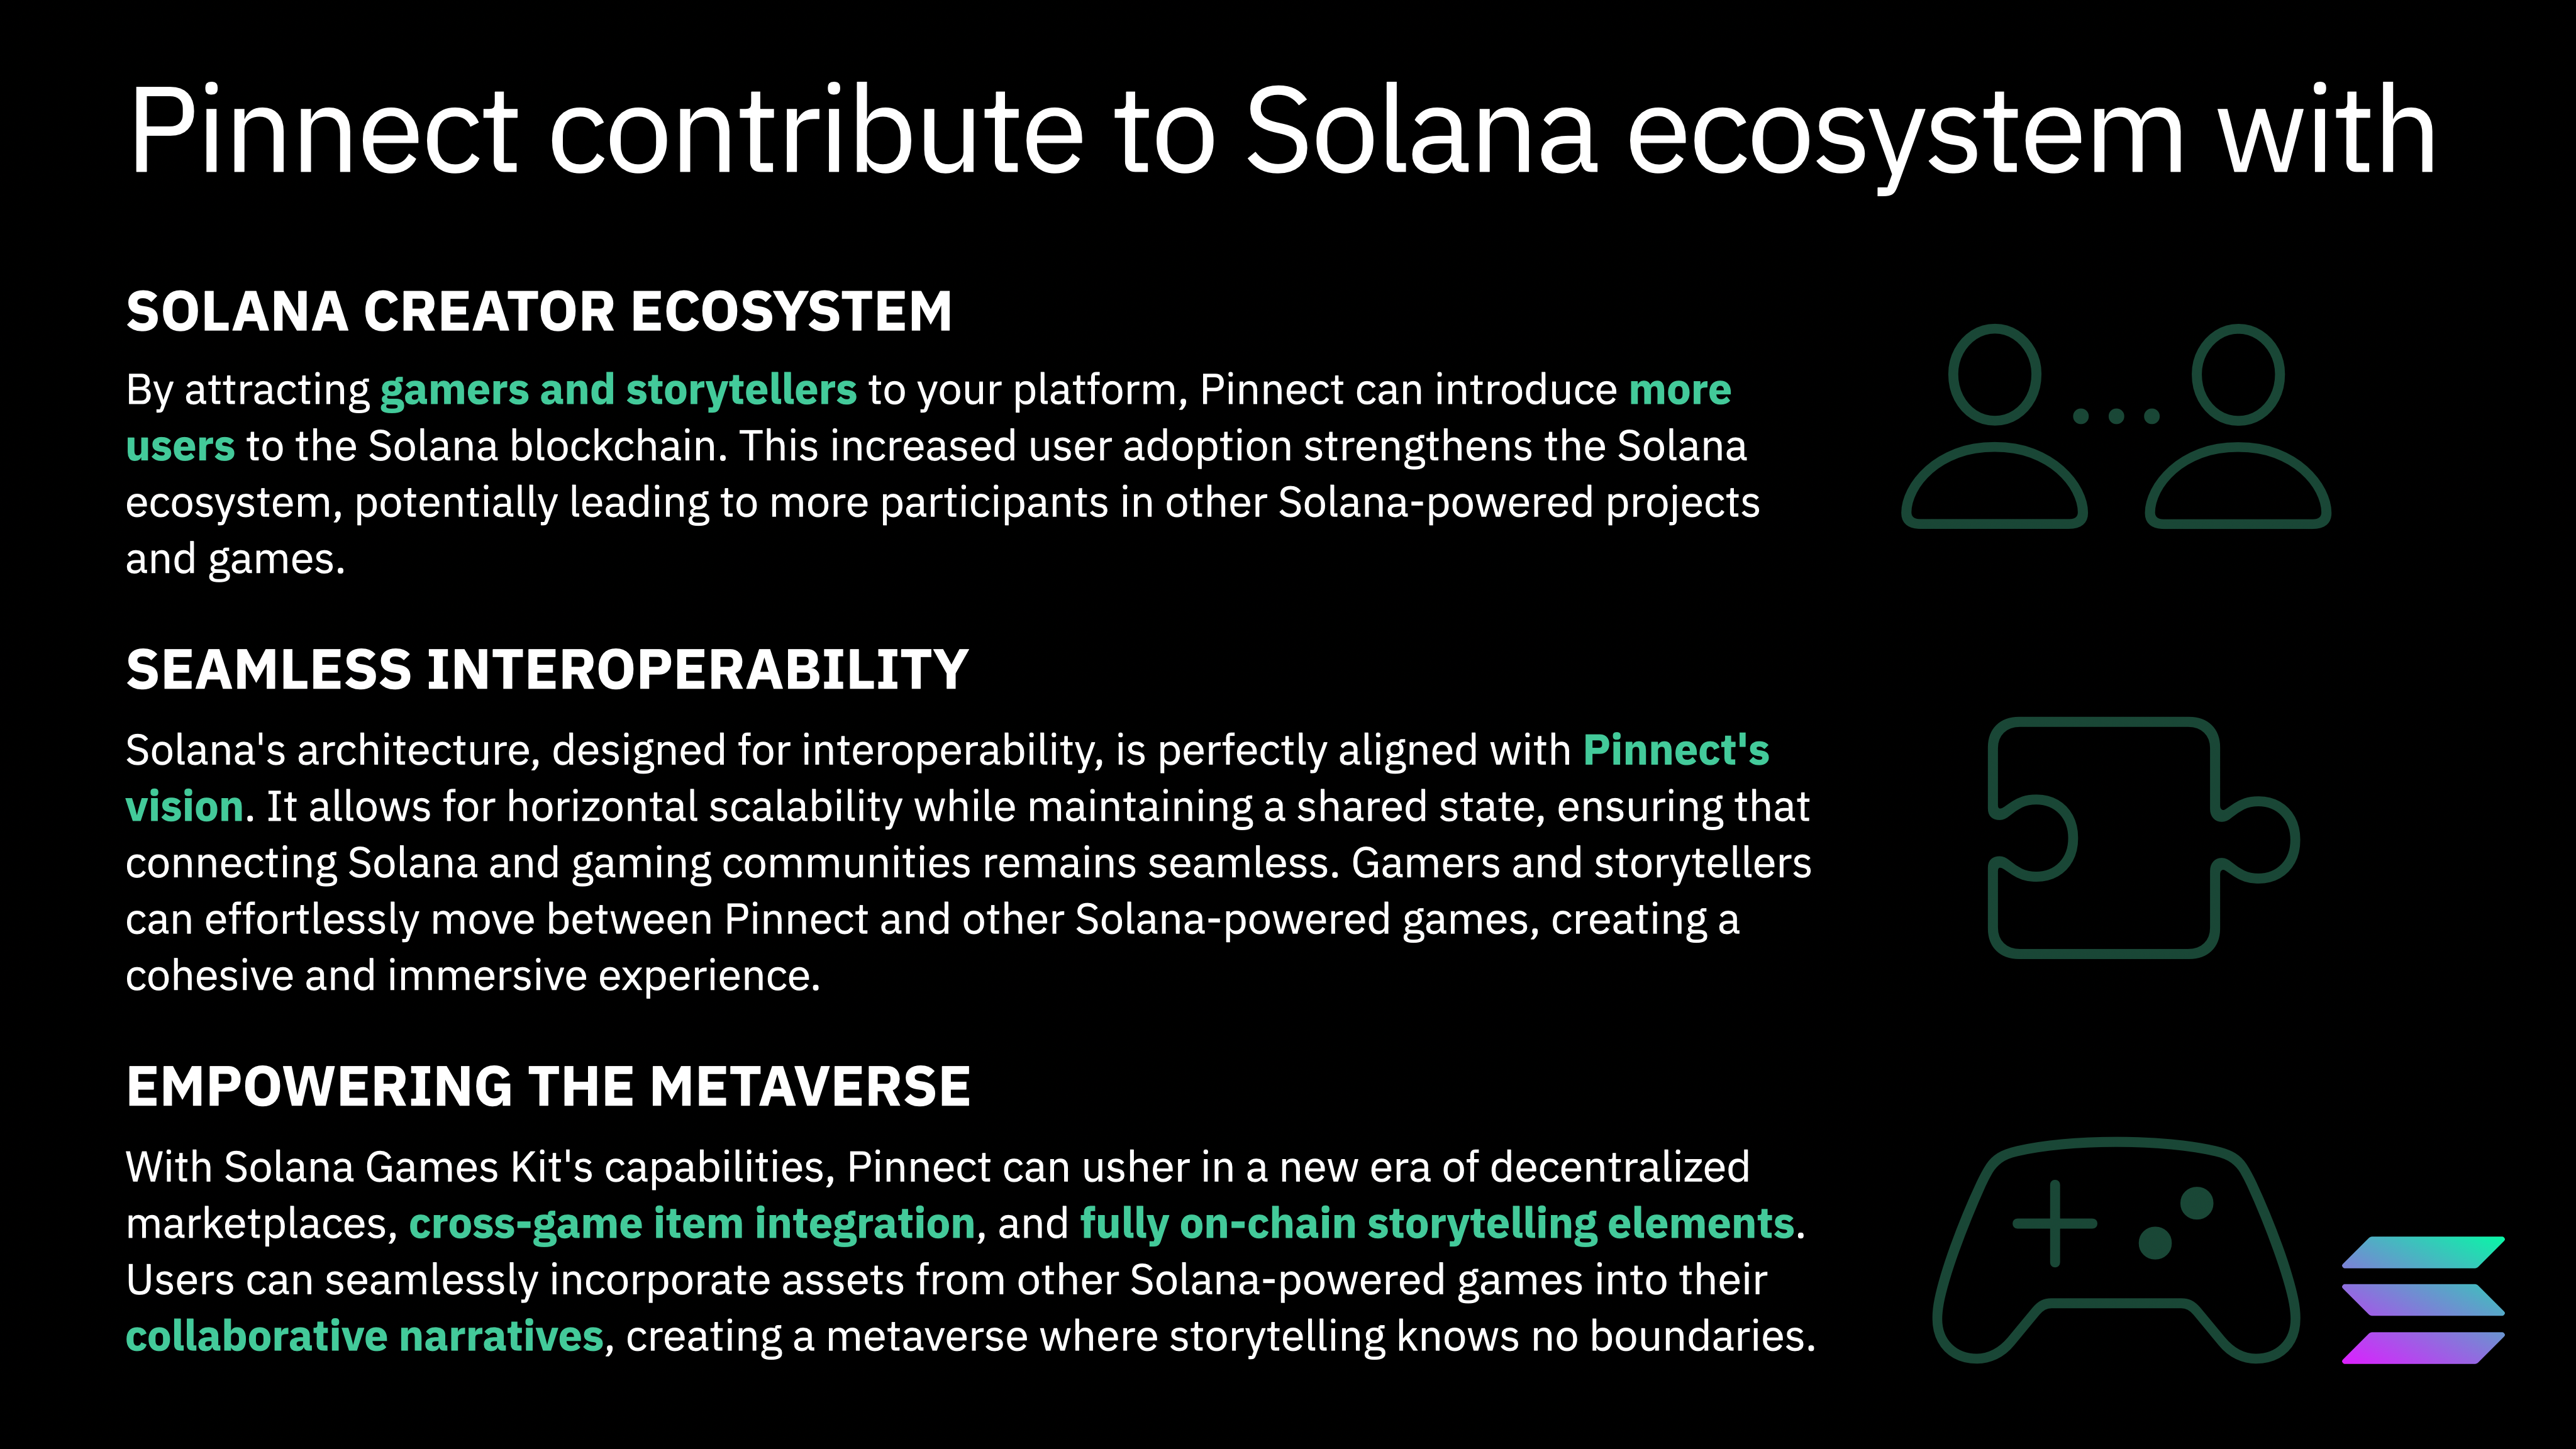 Pinnect contribute to Solana ecosystem with
SOLANA CREATOR ECOSYSTEM
By attracting gamers and storytellers to your platform, Pinnect can introduce more
users to the Solana blockchain. This increased user adoption strengthens the Solana
ecosystem, potentially leading to more participants in other Solana-powered projects
and games.
SEAMLESS INTEROPERABILITY
Solana's architecture, designed for interoperability, is perfectly aligned with Pinnect's
vision. It allows for horizontal scalability while maintaining a shared state, ensuring that
connecting Solana and gaming communities remains seamless. Gamers and storytellers
can effortlessly move between Pinnect and other Solana-powered games, creating a
cohesive and immersive experience.
EMPOWERING THE METAVERSE
With Solana Games Kit's capabilities, Pinnect can usher in a new era of decentralized
marketplaces, cross-game item integration, and fully on-chain storytelling elements.
Users can seamlessly incorporate assets from other Solana-powered games into their
collaborative narratives, creating a metaverse where storytelling knows no boundaries.